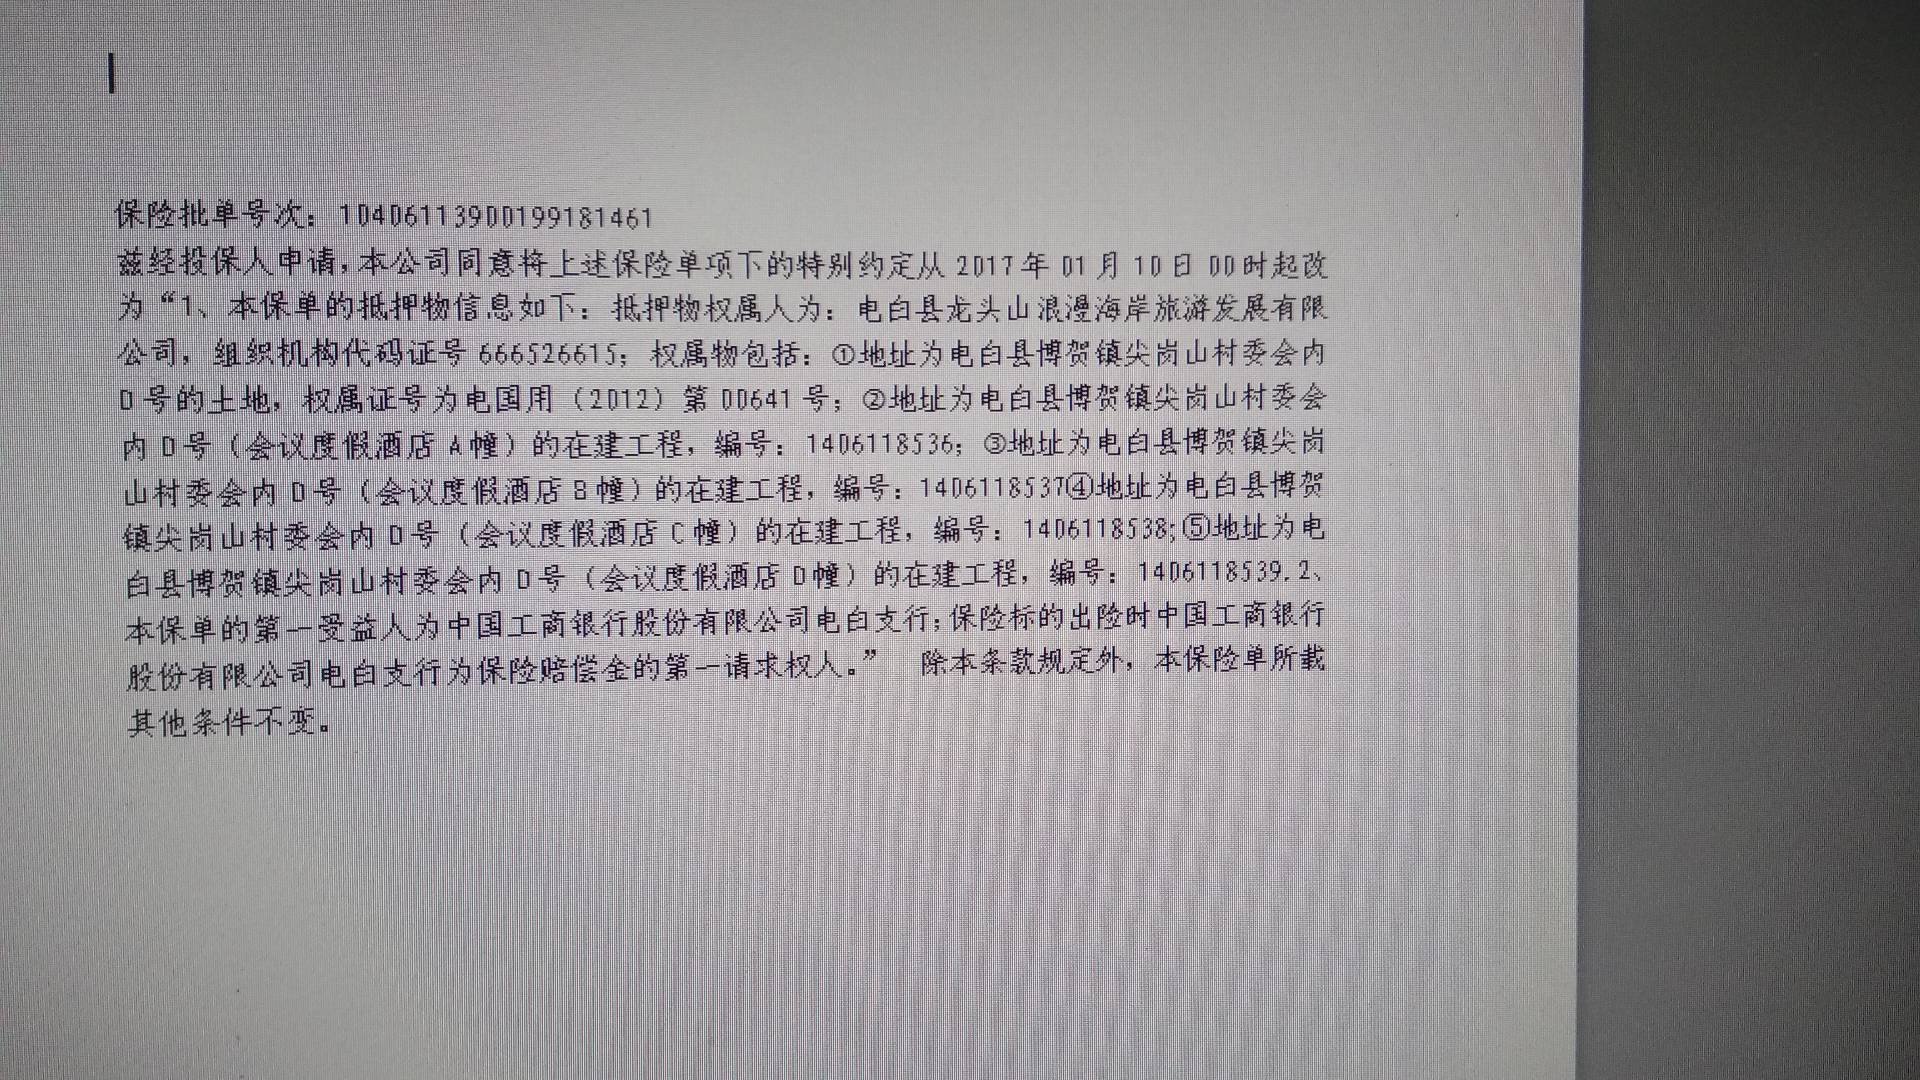 保险批单号次：10406113900199181461
兹经投保人申请,本公司同意将上述保险单项下的特别约定从 2017 年 01 月 10 日 00时起改
为“1、本保单的抵押物信息如下：抵押物权属人为：电白县龙头山浪漫海岸旅游发展有限
公司，组织机构代码证号 666526615；权属物包括：①地址为电白县博贺镇尖岗山村委会内
0 号的土地，权属证号为电国用（2012）第 00641 号；②地址为电白县博贺镇尖岗山村委会
内 0 号（会议度假酒店 A 幢）的在建工程，编号：1406118536；③地址为电白县博贺镇尖岗
山村委会内 0 号（会议度假酒店 B 幢）的在建工程，编号：1406118537④地址为电白县博贺
镇尖岗山村委会内 0 号（会议度假酒店 C 幢）的在建工程，编号：1406118538;⑤地址为电
白县博贺镇尖岗山村委会内 0 号（会议度假酒店 D 幢）的在建工程，编号：1406118539.2、
本保单的第一受益人为中国工商银行股份有限公司电白支行;保险标的出险时中国工商银行
股份有限公司电白支行为保险赔偿金的第一请求权人。” 除本条款规定外，本保险单所载
其他条件不变。